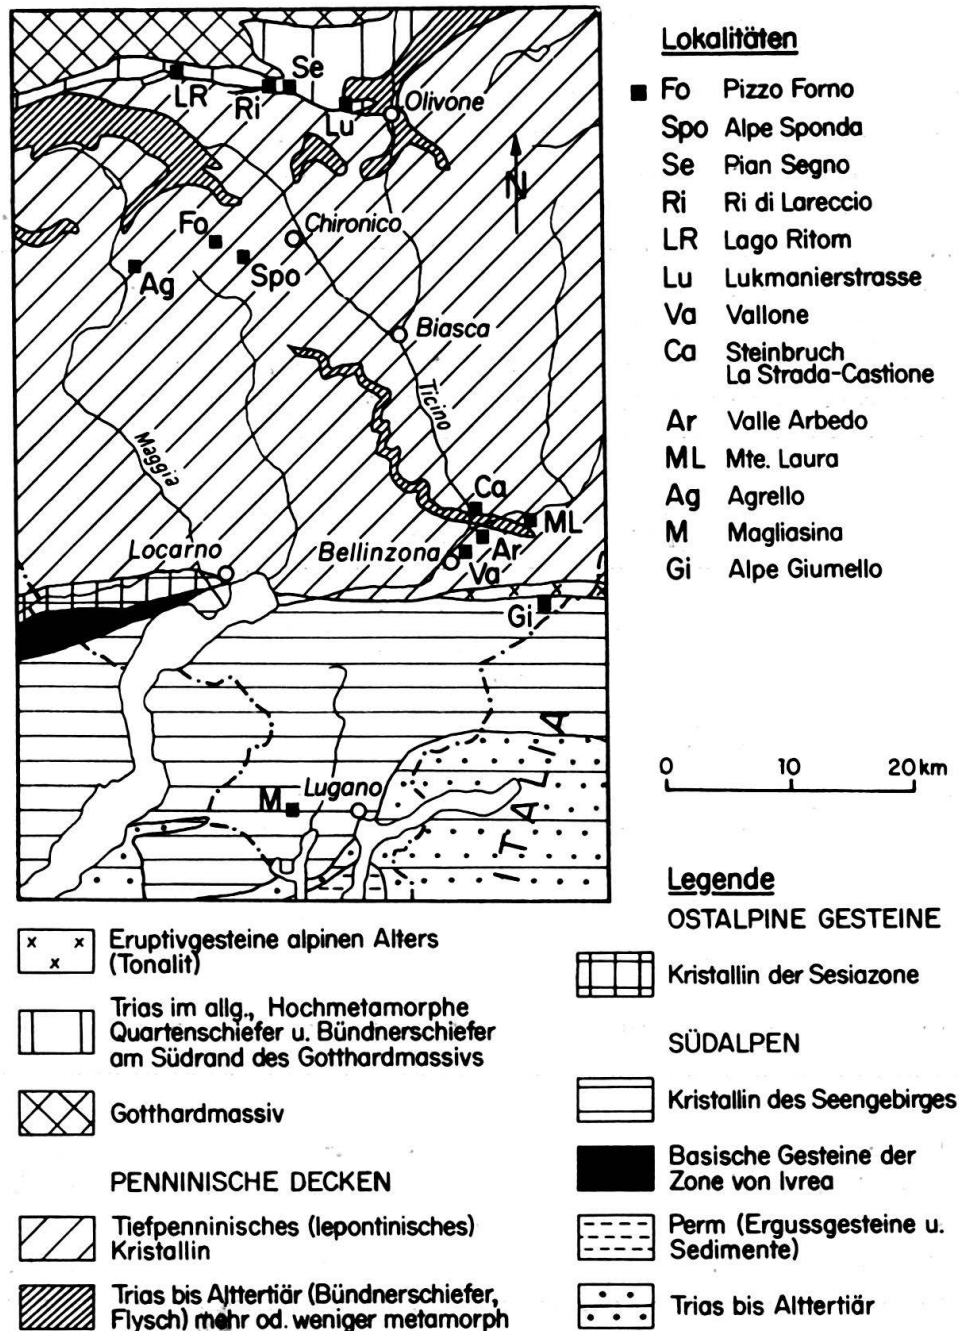 Se
LR
Ri
Lu
Olivone
N
Fo
Chironico
Ag
Spo
Biasca
Ticino
Maggia
Ca
ML
Locarno
Bellinzona
Ar
Va
Gi
ITALIA
M
Lugano
Lokalitäten
Fo Pizzo Forno
Spo Alpe Sponda
Se Pian Segno
Ri Ri di Lareccio
LR Lago Ritom
Lu Lukmanierstrasse
Va Vallone
Ca Steinbruch
La Strada-Castione
Ar Valle Arbedo
ML Mte. Laura
Ag Agrello
M Magliasina
Gi Alpe Giumello
0 10 20 km
Legende
x x
x
Eruptivgesteine alpinen Alters
(Tonalit)
Trias im allg., Hochmetamorphe
Quartenschiefer u. Bündnerschiefer
am Südrand des Gotthardmassivs
Gotthardmassiv
PENNINISCHE DECKEN
Tiefpenninisches (lepontinisches)
Kristallin
Trias bis Alttertiär (Bündnerschiefer,
Flysch) mehr od. weniger metamorph
OSTALPINE GESTEINE
Kristallin der Sesiazone
SÜDALPEN
Kristallin des Seengebirges
Basische Gesteine der
Zone von Ivrea
Perm (Ergussgesteine u.
Sedimente)
Trias bis Alttertiär